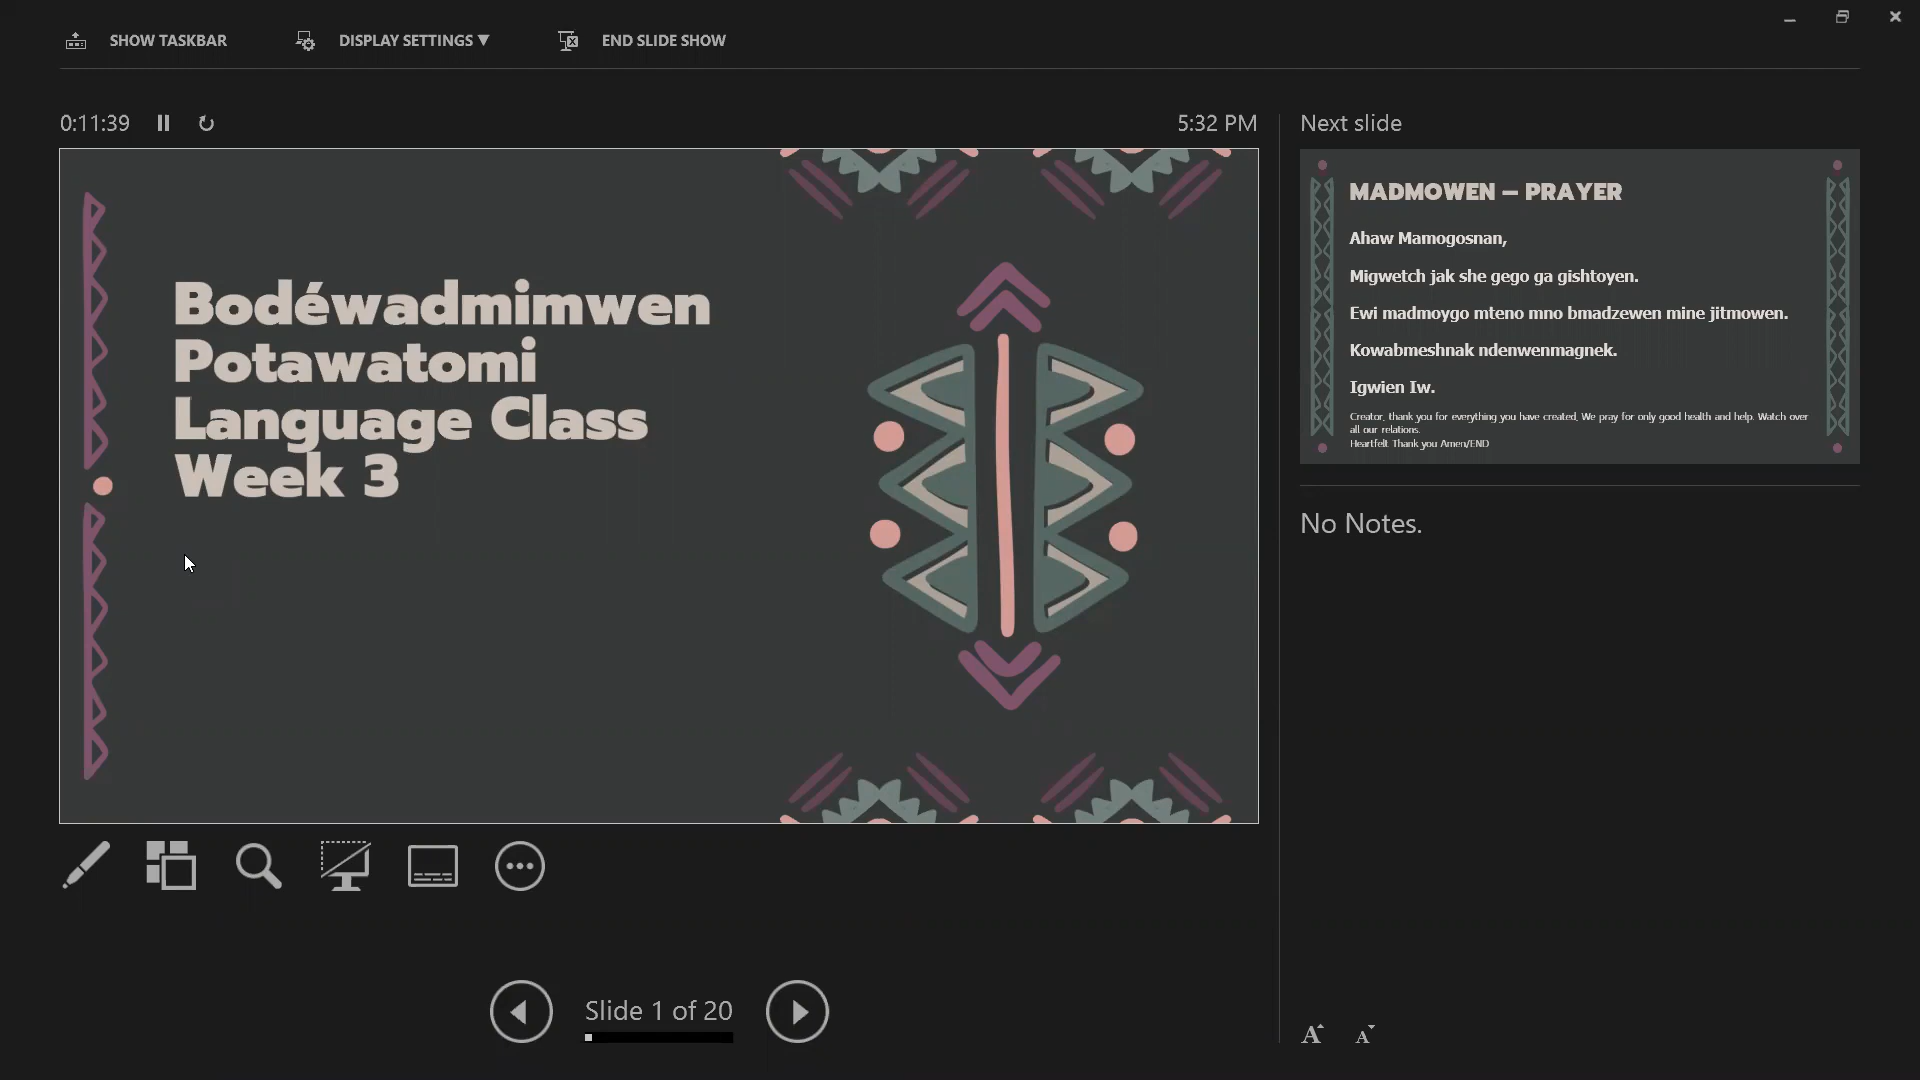 SHOW TASKBAR
DISPLAY SETTINGS ▼
END SLIDE SHOW
0:11:39
5:32 PM
Bodéwadmimwen
Potawatomi
Language Class
Week 3
Next slide
MADMOWEN – PRAYER
Ahaw Mamogosnan,
Migwetch jak she gego ga gishtoyen.
Ewi madmoygo mteno mno bmadzewen mine jitmowen.
Kowabmeshnak ndenwenmagnek.
Igwien Iw.
Creator, thank you for everything you have created, We pray for only good health and help. Watch over
all our relations.
Heartfelt Thank you Amen/END
No Notes.
Slide 1 of 20
A A